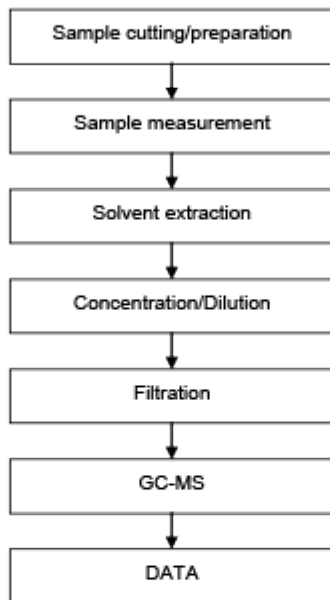 Sample cutting/preparation
Sample measurement
Solvent extraction
Concentration/Dilution
Filtration
GC-MS
DATA